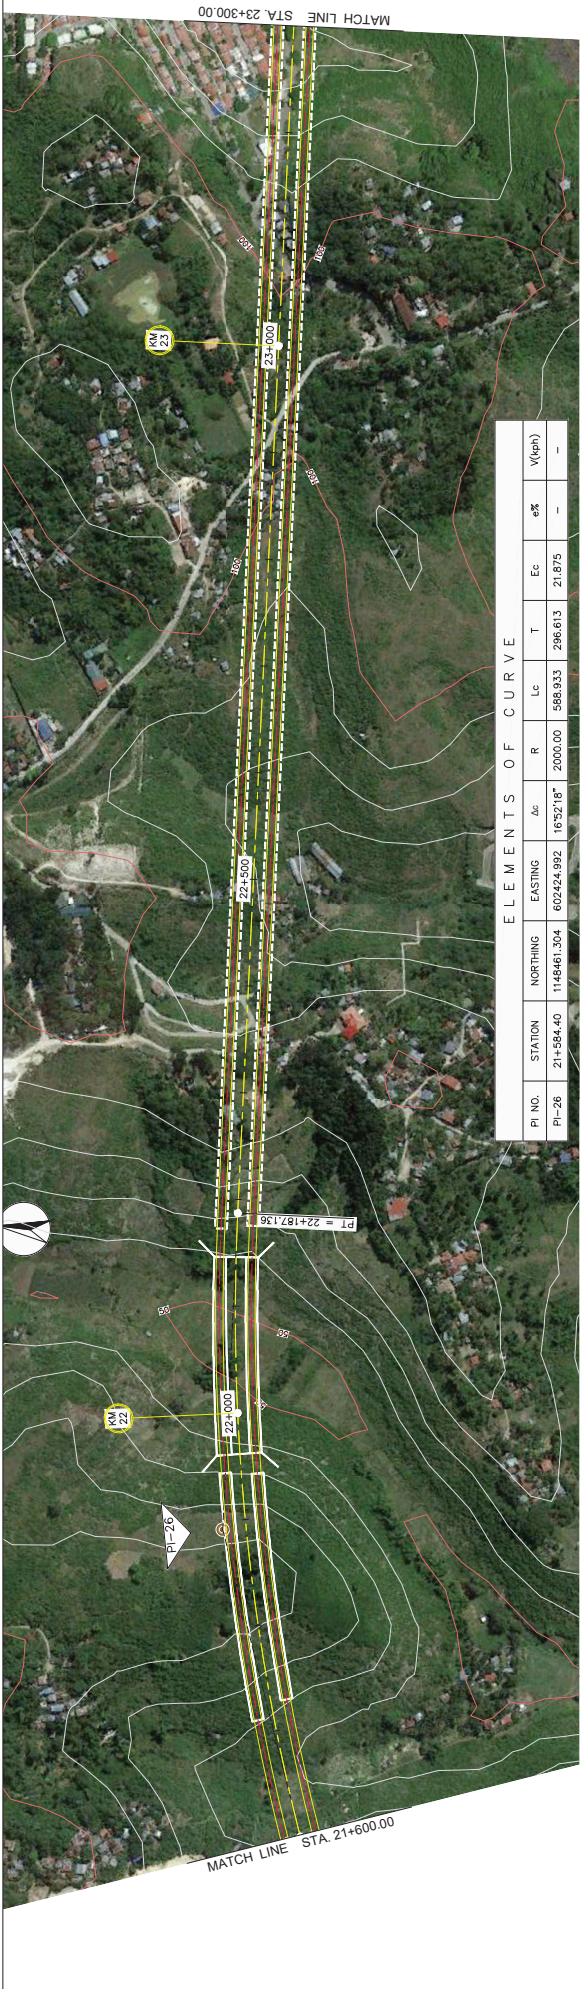 MATCH LINE STA. 23+300.00
KM
23
23+000
100
100
100
100
22+500
PT = 22+187.136
50
50
50
KM
22
22+000
PI-26
MATCH LINE STA. 21+600.00
ELEMENTS OF CURVE
PI NO. STATION NORTHING EASTING Δc R Lc T Ec e% V(kph)
PI-26 21+584.40 1148461.304 602424.992 16°52'18" 2000.00 588.933 296.613 21.875 – –